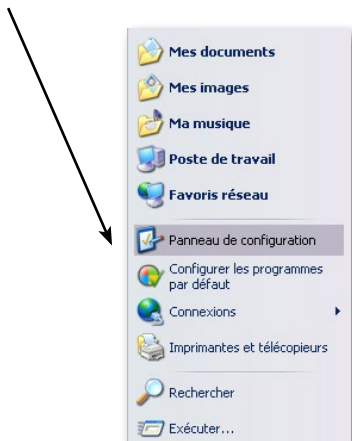 Mes documents
Mes images
Ma musique
Poste de travail
Favoris réseau
Panneau de configuration
Configurer les programmes
par défaut
Connexions
Imprimantes et télécopieurs
Rechercher
Exécuter...